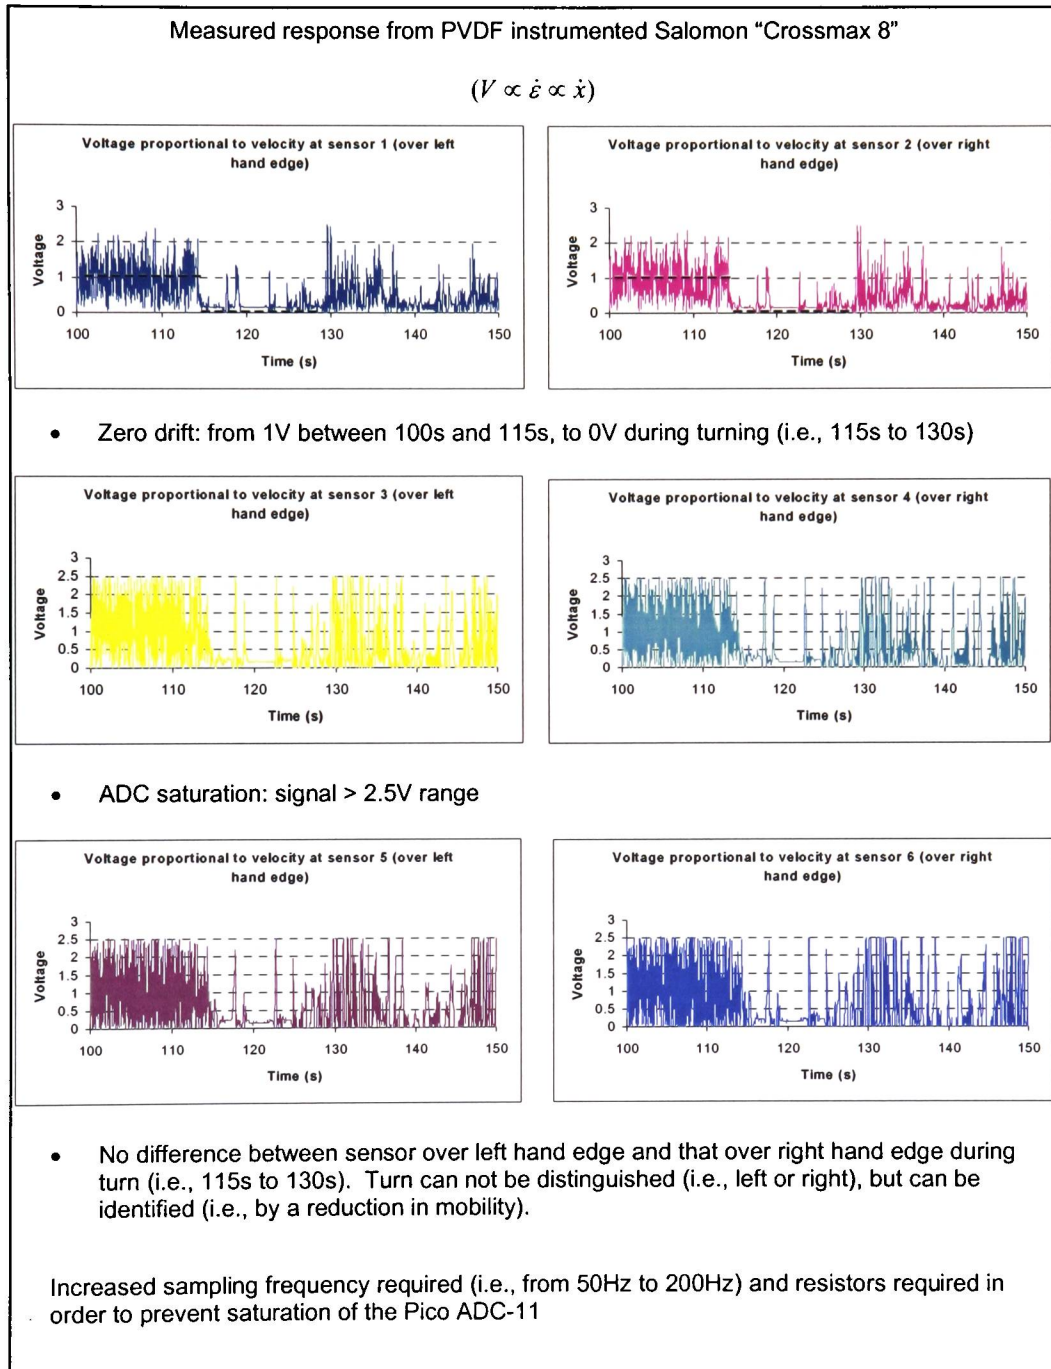 Measured response from PVDF instrumented Salomon “Crossmax 8”
(V ∝ ε̇ ∝ ẋ)
Voltage proportional to velocity at sensor 1 (over left
hand edge)
Voltage
3
2
1
0
100 110 120 130 140 150
Time (s)
Voltage proportional to velocity at sensor 2 (over right
hand edge)
Voltage
3
2
1
0
100 110 120 130 140 150
Time (s)
• Zero drift: from 1V between 100s and 115s, to 0V during turning (i.e., 115s to 130s)
Voltage proportional to velocity at sensor 3 (over left
hand edge)
Voltage
3
2.5
2
1.5
1
0.5
0
100 110 120 130 140 150
Time (s)
Voltage proportional to velocity at sensor 4 (over right
hand edge)
Voltage
3
2.5
2
1.5
1
0.5
0
100 110 120 130 140 150
Time (s)
• ADC saturation: signal > 2.5V range
Voltage proportional to velocity at sensor 5 (over left
hand edge)
Voltage
3
2.5
2
1.5
1
0.5
0
100 110 120 130 140 150
Time (s)
Voltage proportional to velocity at sensor 6 (over right
hand edge)
Voltage
3
2.5
2
1.5
1
0.5
0
100 110 120 130 140 150
Time (s)
• No difference between sensor over left hand edge and that over right hand edge during
turn (i.e., 115s to 130s). Turn can not be distinguished (i.e., left or right), but can be
identified (i.e., by a reduction in mobility).
Increased sampling frequency required (i.e., from 50Hz to 200Hz) and resistors required in
order to prevent saturation of the Pico ADC-11